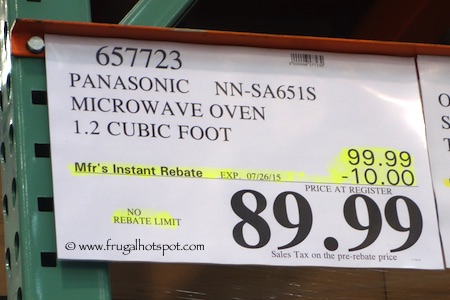 657723
PANASONIC NN-SA651S
MICROWAVE OVEN
1.2 CUBIC FOOT
99.99
Mfr's Instant Rebate EXP. 07/26/15 -10.00
PRICE AT REGISTER
NO
REBATE LIMIT
89.99
© www.frugalhotspot.com
Sales Tax on the pre-rebate price